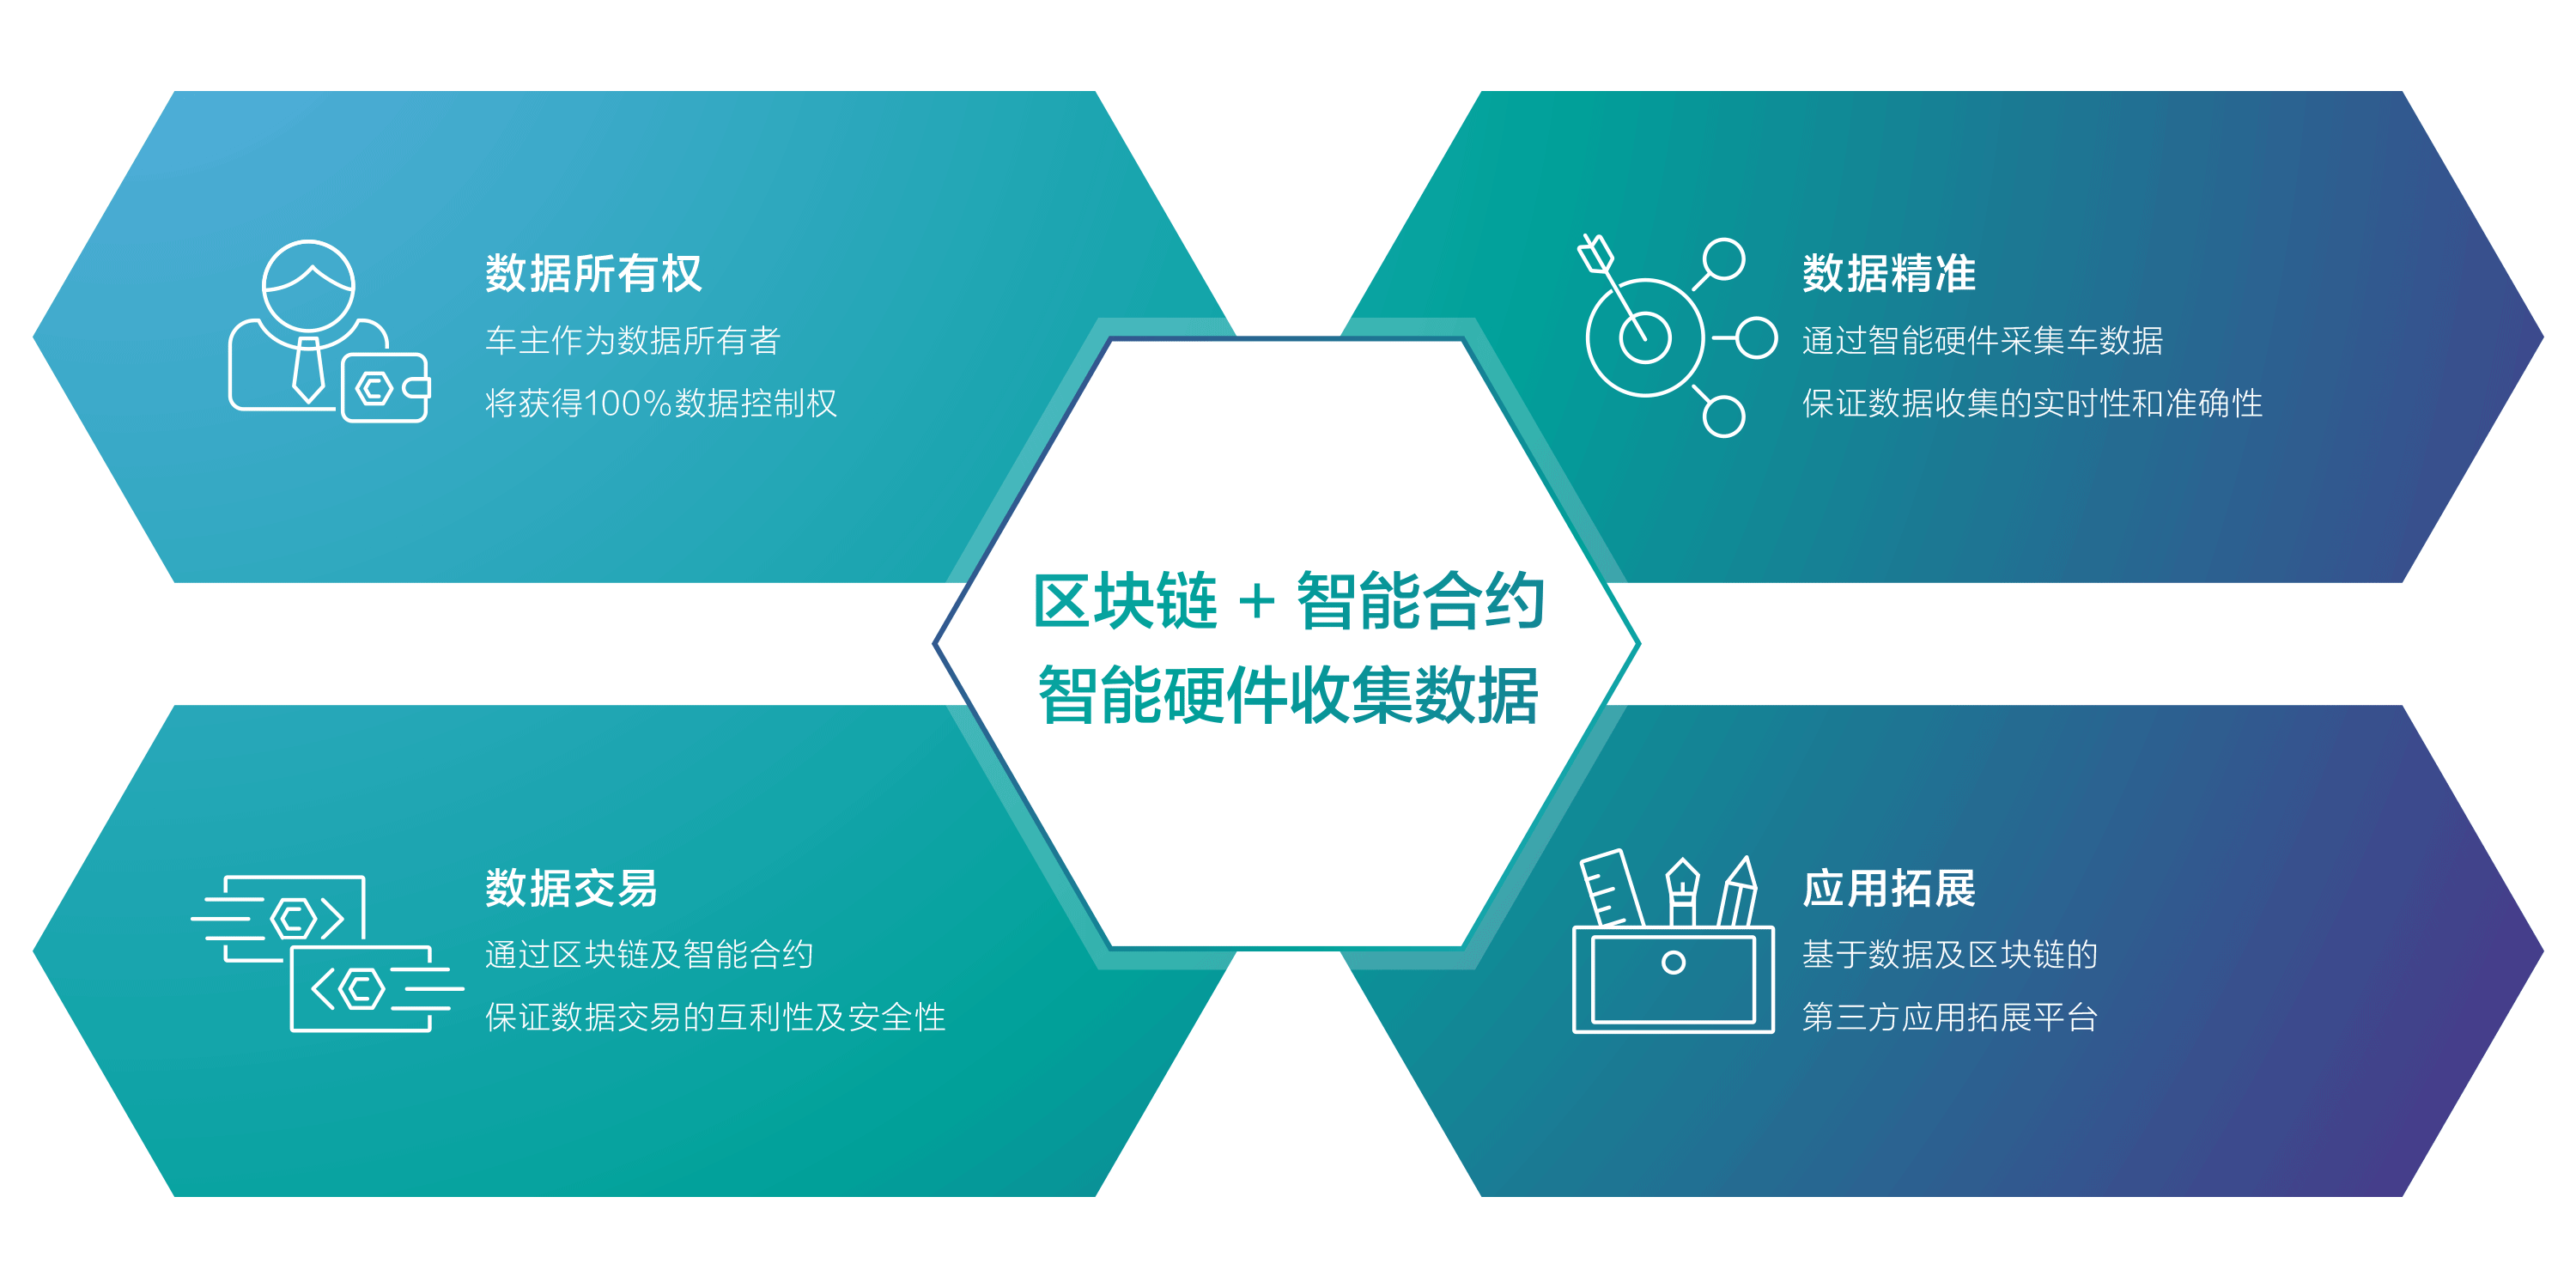 数据所有权
车主作为数据所有者
将获得100%数据控制权
数据精准
通过智能硬件采集车数据
保证数据收集的实时性和准确性
区块链 + 智能合约
智能硬件收集数据
数据交易
通过区块链及智能合约
保证数据交易的互利性及安全性
应用拓展
基于数据及区块链的
第三方应用拓展平台